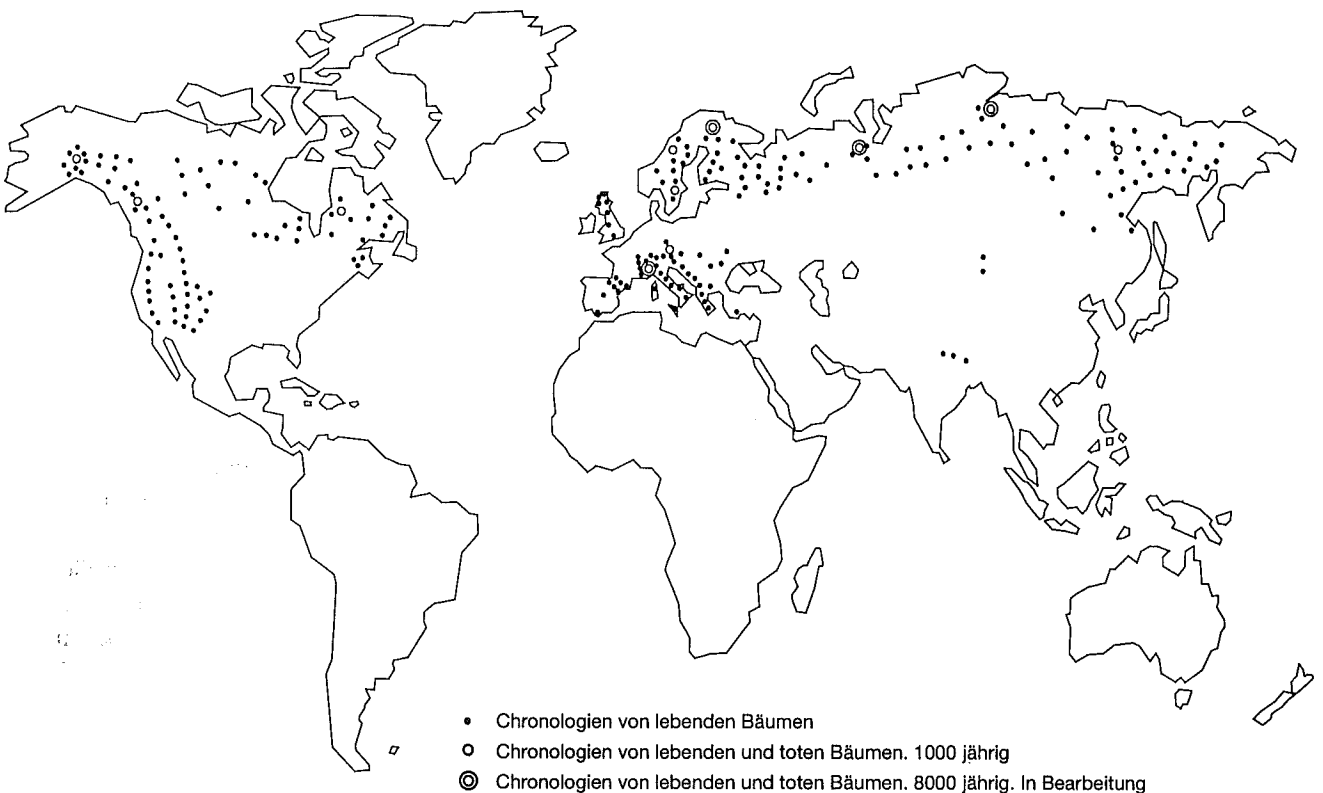 Chronologien von lebenden Bäumen
Chronologien von lebenden und toten Bäumen. 1000 jährig
Chronologien von lebenden und toten Bäumen. 8000 jährig. In Bearbeitung